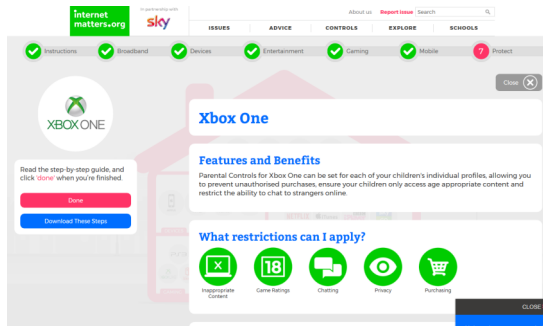 internet
matters.org
In partnership with
sky
About us Report Issue Search
ISSUES ADVICE CONTROLS EXPLORE SCHOOLS
Instructions Broadband Devices Entertainment Gaming Mobile 7 Protect
Close X
XBOX ONE
Xbox One
Read the step-by-step guide, and
click 'done' when you're finished.
Done
Download These Steps
Features and Benefits
Parental Controls for Xbox One can be set for each of your children's individual profiles, allowing you
to prevent unauthorised purchases, ensure your children only access age appropriate content and
restrict the ability to chat to strangers online.
What restrictions can I apply?
18
Inappropriate
Content
Game Ratings
Chatting
Privacy
Purchasing
CLOSE